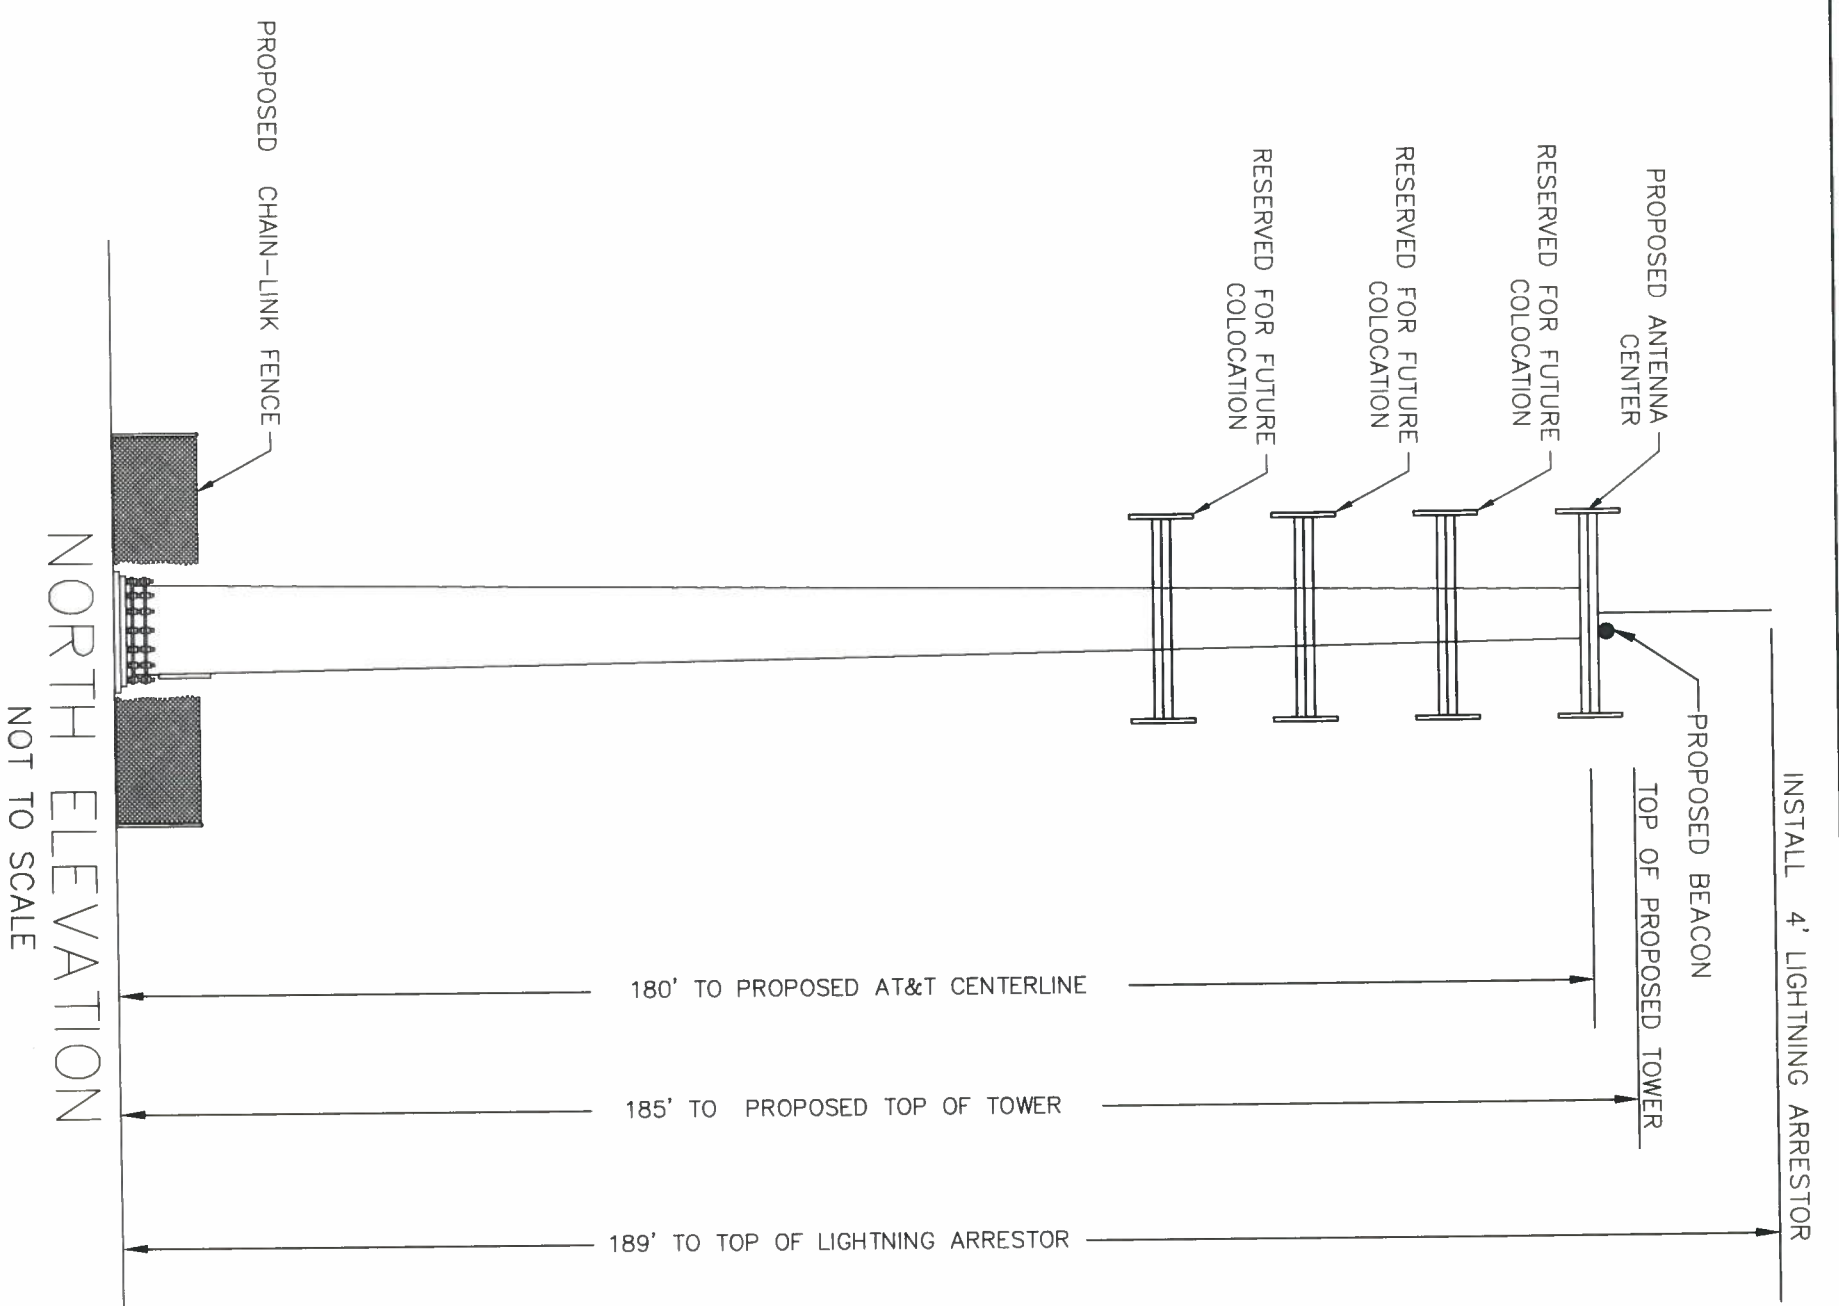 INSTALL 4' LIGHTNING ARRESTOR
PROPOSED BEACON
TOP OF PROPOSED TOWER
PROPOSED ANTENNA
CENTER
RESERVED FOR FUTURE
COLOCATION
RESERVED FOR FUTURE
COLOCATION
RESERVED FOR FUTURE
COLOCATION
180' TO PROPOSED AT&T CENTERLINE
185' TO PROPOSED TOP OF TOWER
189' TO TOP OF LIGHTNING ARRESTOR
PROPOSED CHAIN-LINK FENCE
NORTH ELEVATION
NOT TO SCALE